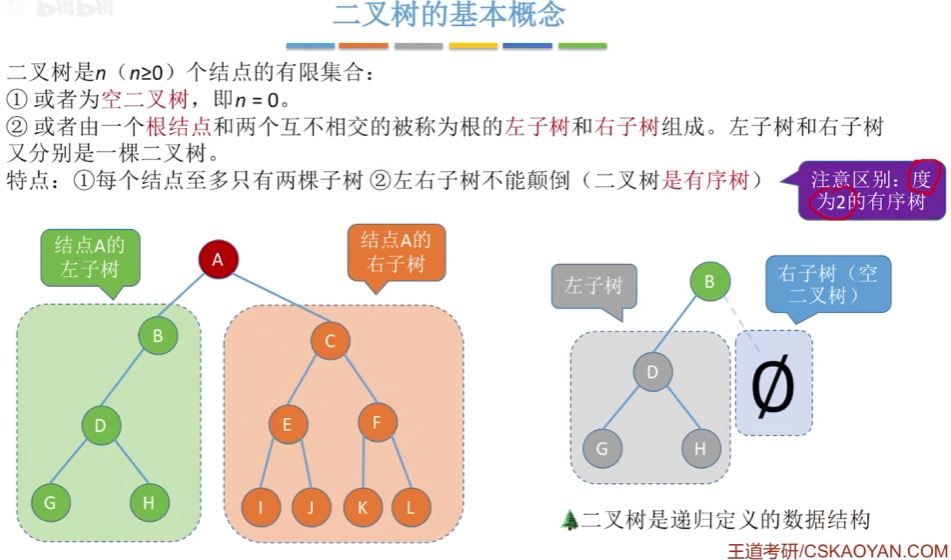 二叉树的基本概念
二叉树是n（n≥0）个结点的有限集合：
① 或者为空二叉树，即n = 0。
② 或者由一个根结点和两个互不相交的被称为根的左子树和右子树组成。左子树和右子树
又分别是一棵二叉树。
特点：①每个结点至多只有两棵子树 ②左右子树不能颠倒（二叉树是有序树）
注意区别：度
为2的有序树
结点A的
左子树
A
结点A的
右子树
B
C
D
E
F
G
H
I
J
K
L
左子树
B
右子树（空
二叉树）
D
Ø
G
H
二叉树是递归定义的数据结构
王道考研/CSKAOYAN.COM